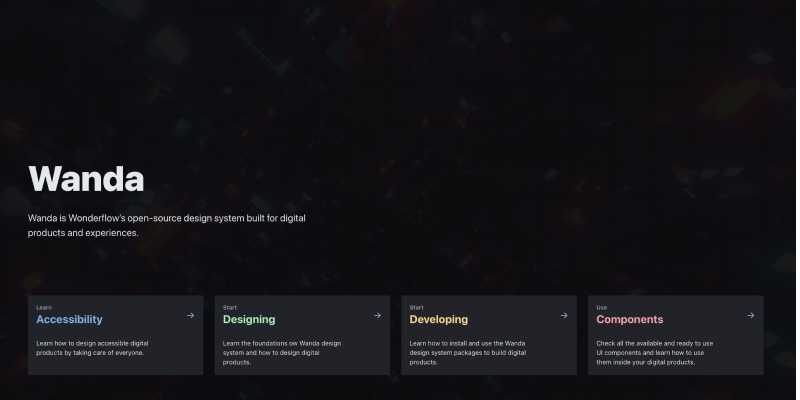 Wanda
Wanda is Wonderflow's open-source design system built for digital
products and experiences.
Learn
Accessibility
Learn how to design accessible digital
products by taking care of everyone.
Start
Designing
Learn the foundations ow Wanda design
system and how to design digital
products.
Start
Developing
Learn how to install and use the Wanda
design system packages to build digital
products.
Use
Components
Check all the available and ready to use
UI components and learn how to use
them inside your digital products.